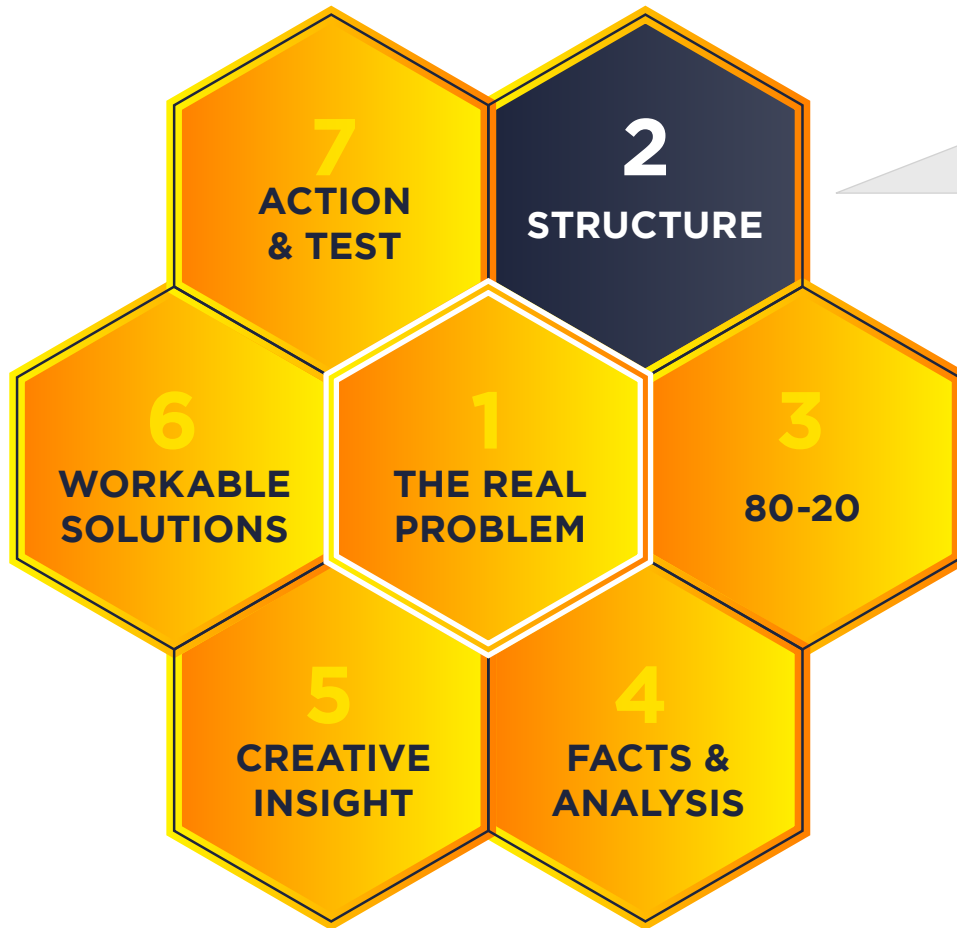 7
ACTION
& TEST
2
STRUCTURE
6
WORKABLE
SOLUTIONS
1
THE REAL
PROBLEM
3
80-20
5
CREATIVE
INSIGHT
4
FACTS &
ANALYSIS